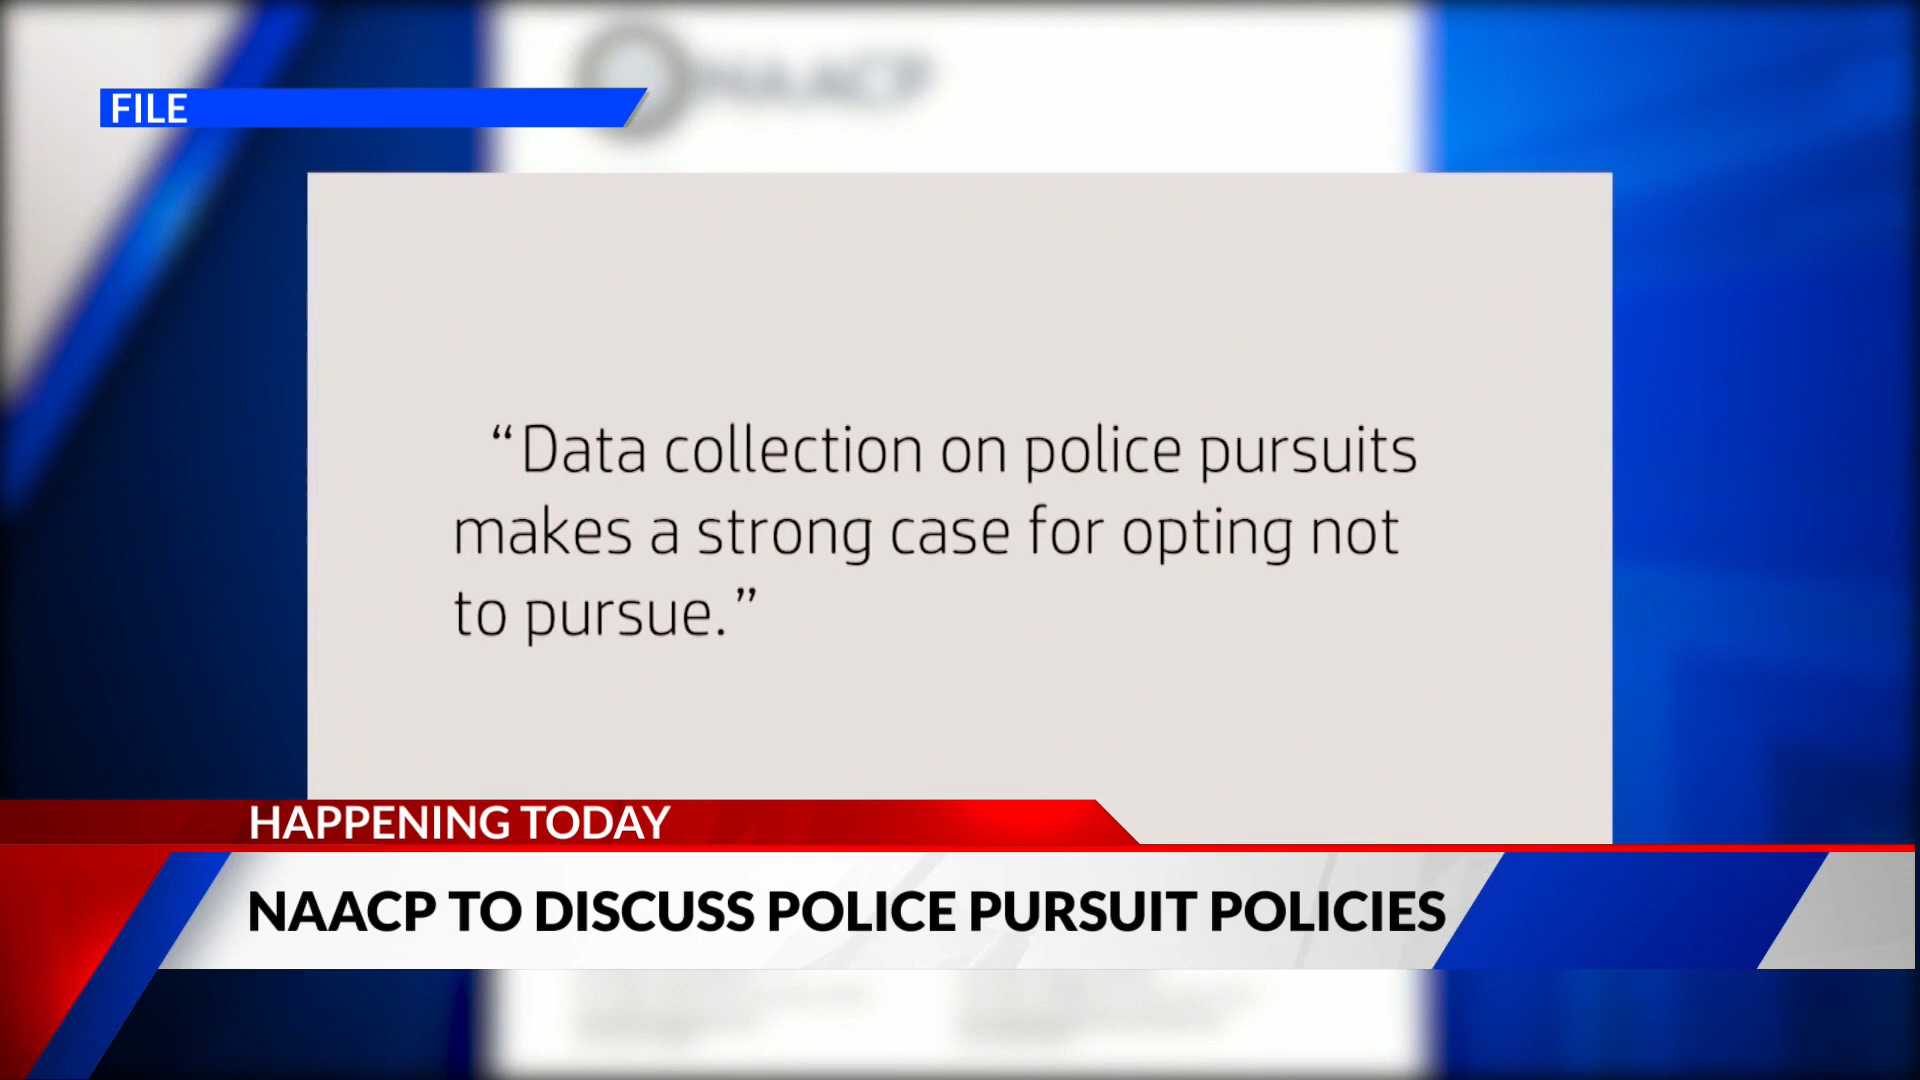 NAACP
FILE
“Data collection on police pursuits
makes a strong case for opting not
to pursue.”
HAPPENING TODAY
NAACP TO DISCUSS POLICE PURSUIT POLICIES